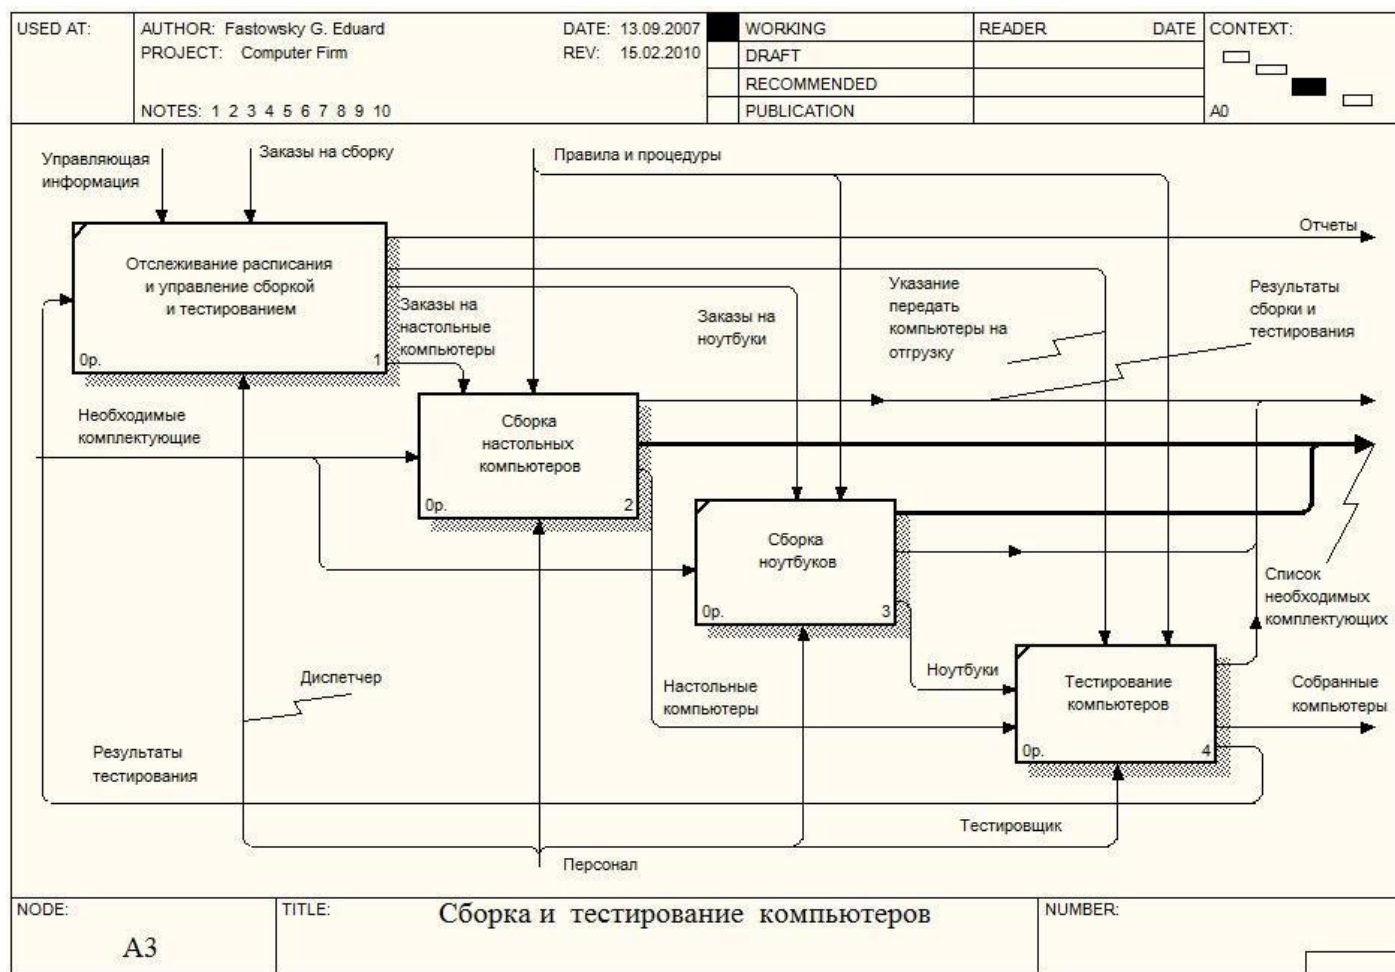 USED AT:
AUTHOR: Fastowsky G. Eduard
DATE: 13.09.2007
PROJECT: Computer Firm
REV: 15.02.2010
NOTES: 1 2 3 4 5 6 7 8 9 10
WORKING
DRAFT
RECOMMENDED
PUBLICATION
READER DATE
CONTEXT:
A0
Управляющая
информация
Заказы на сборку
Правила и процедуры
Отчеты
Отслеживание расписания
и управление сборкой
и тестированием
0р. 1
Заказы на
настольные
компьютеры
Заказы на
ноутбуки
Указание
передать
компьютеры на
отгрузку
Результаты
сборки и
тестирования
Необходимые
комплектующие
Сборка
настольных
компьютеров
0р. 2
Сборка
ноутбуков
0р. 3
Список
необходимых
комплектующих
Диспетчер
Настольные
компьютеры
Ноутбуки
Тестирование
компьютеров
0р. 4
Собранные
компьютеры
Результаты
тестирования
Тестировщик
Персонал
NODE:
A3
TITLE:
Сборка и тестирование компьютеров
NUMBER: